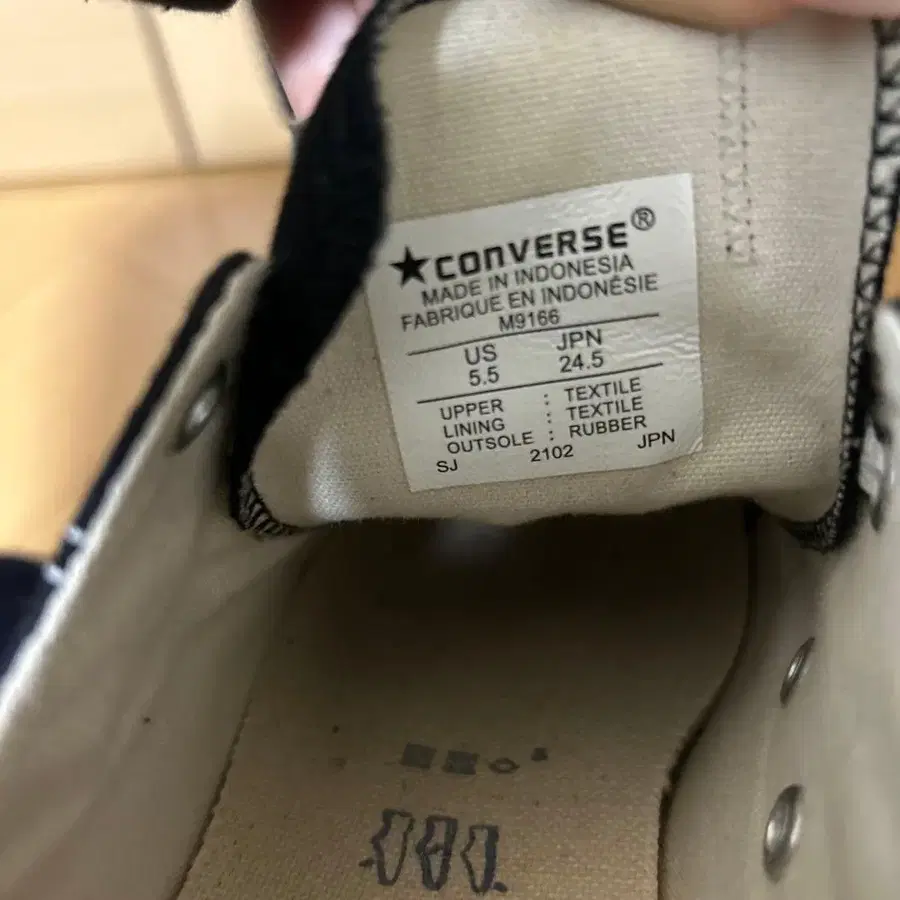 ★CONVERSE®
MADE IN INDONESIA
FABRIQUE EN INDONÉSIE
M9166
US JPN
5.5 24.5
UPPER : TEXTILE
LINING : TEXTILE
OUTSOLE : RUBBER
SJ 2102 JPN